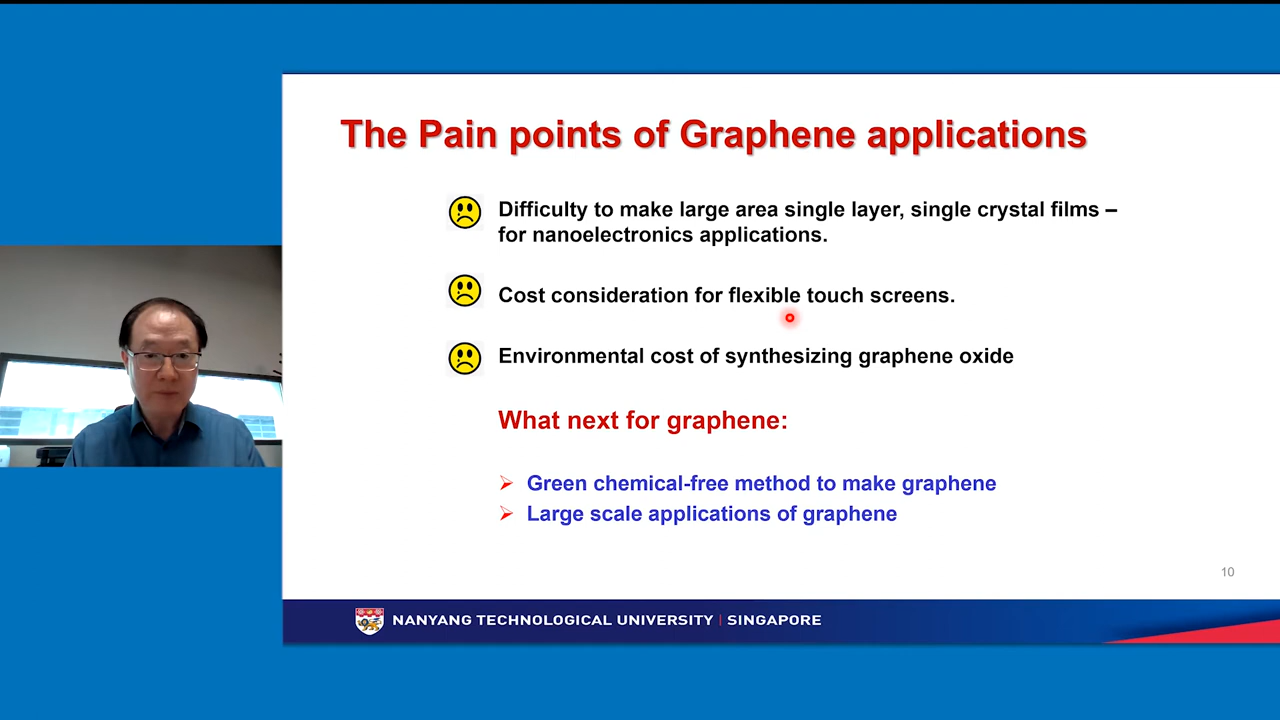 The Pain points of Graphene applications
Difficulty to make large area single layer, single crystal films –
for nanoelectronics applications.
Cost consideration for flexible touch screens.
Environmental cost of synthesizing graphene oxide
What next for graphene:
Green chemical-free method to make graphene
Large scale applications of graphene
10
NANYANG TECHNOLOGICAL UNIVERSITY | SINGAPORE